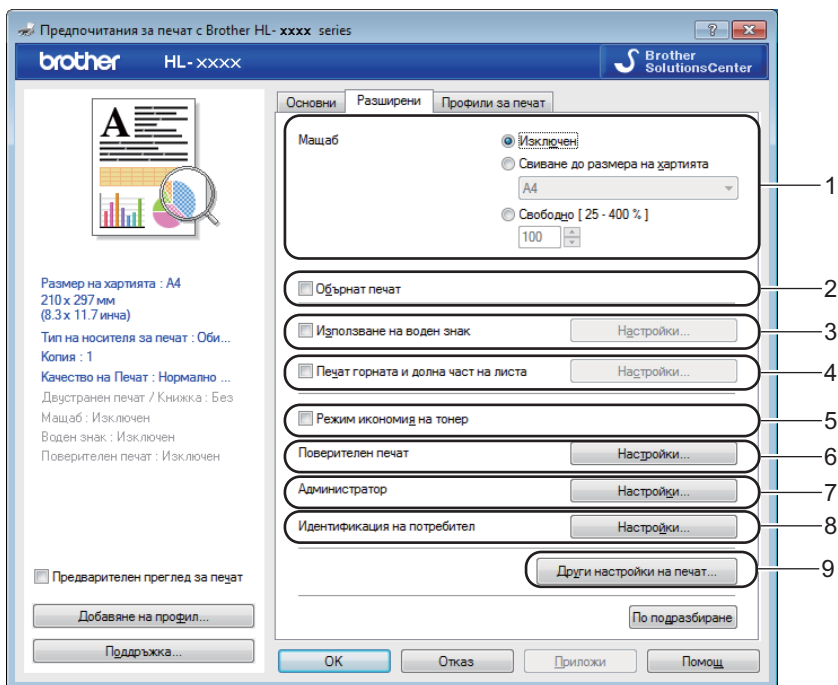 Предпочитания за печат с Brother HL- xxxx series
brother HL-xxxx
Brother
SolutionsCenter
Основни
Разширени
Профили за печат
A
Мащаб
Изключен
Свиване до размера на хартията
A4
Свободно [ 25 - 400 % ]
100
1
Обърнат печат
2
Използване на воден знак
Настройки...
3
Печат горната и долна част на листа
Настройки...
4
Режим икономия на тонер
5
Поверителен печат
Настройки...
6
Администратор
Настройки...
7
Идентификация на потребител
Настройки...
8
Други настройки на печат...
9
По подразбиране
Размер на хартията : A4
210 x 297 мм
(8.3 x 11.7 инча)
Тип на носителя за печат : Оби...
Копия : 1
Качество на Печат : Нормално ...
Двустранен печат / Книжка : Без
Мащаб : Изключен
Воден знак : Изключен
Поверителен печат : Изключен
Предварителен преглед за печат
Добавяне на профил...
Поддръжка...
OK
Отказ
Приложи
Помощ